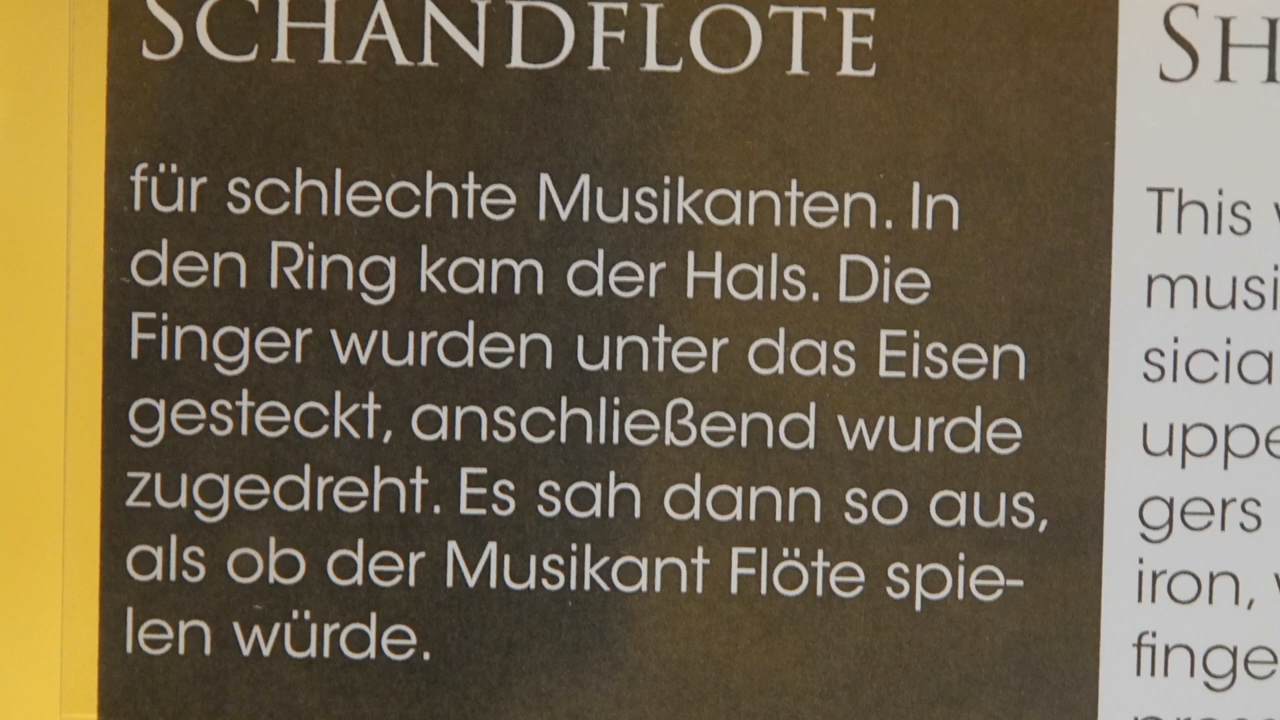 SCHANDFLÖTE
für schlechte Musikanten. In
den Ring kam der Hals. Die
Finger wurden unter das Eisen
gesteckt, anschließend wurde
zugedreht. Es sah dann so aus,
als ob der Musikant Flöte spie-
len würde.
SH
This
musi
sicia
uppe
gers
iron,
finge